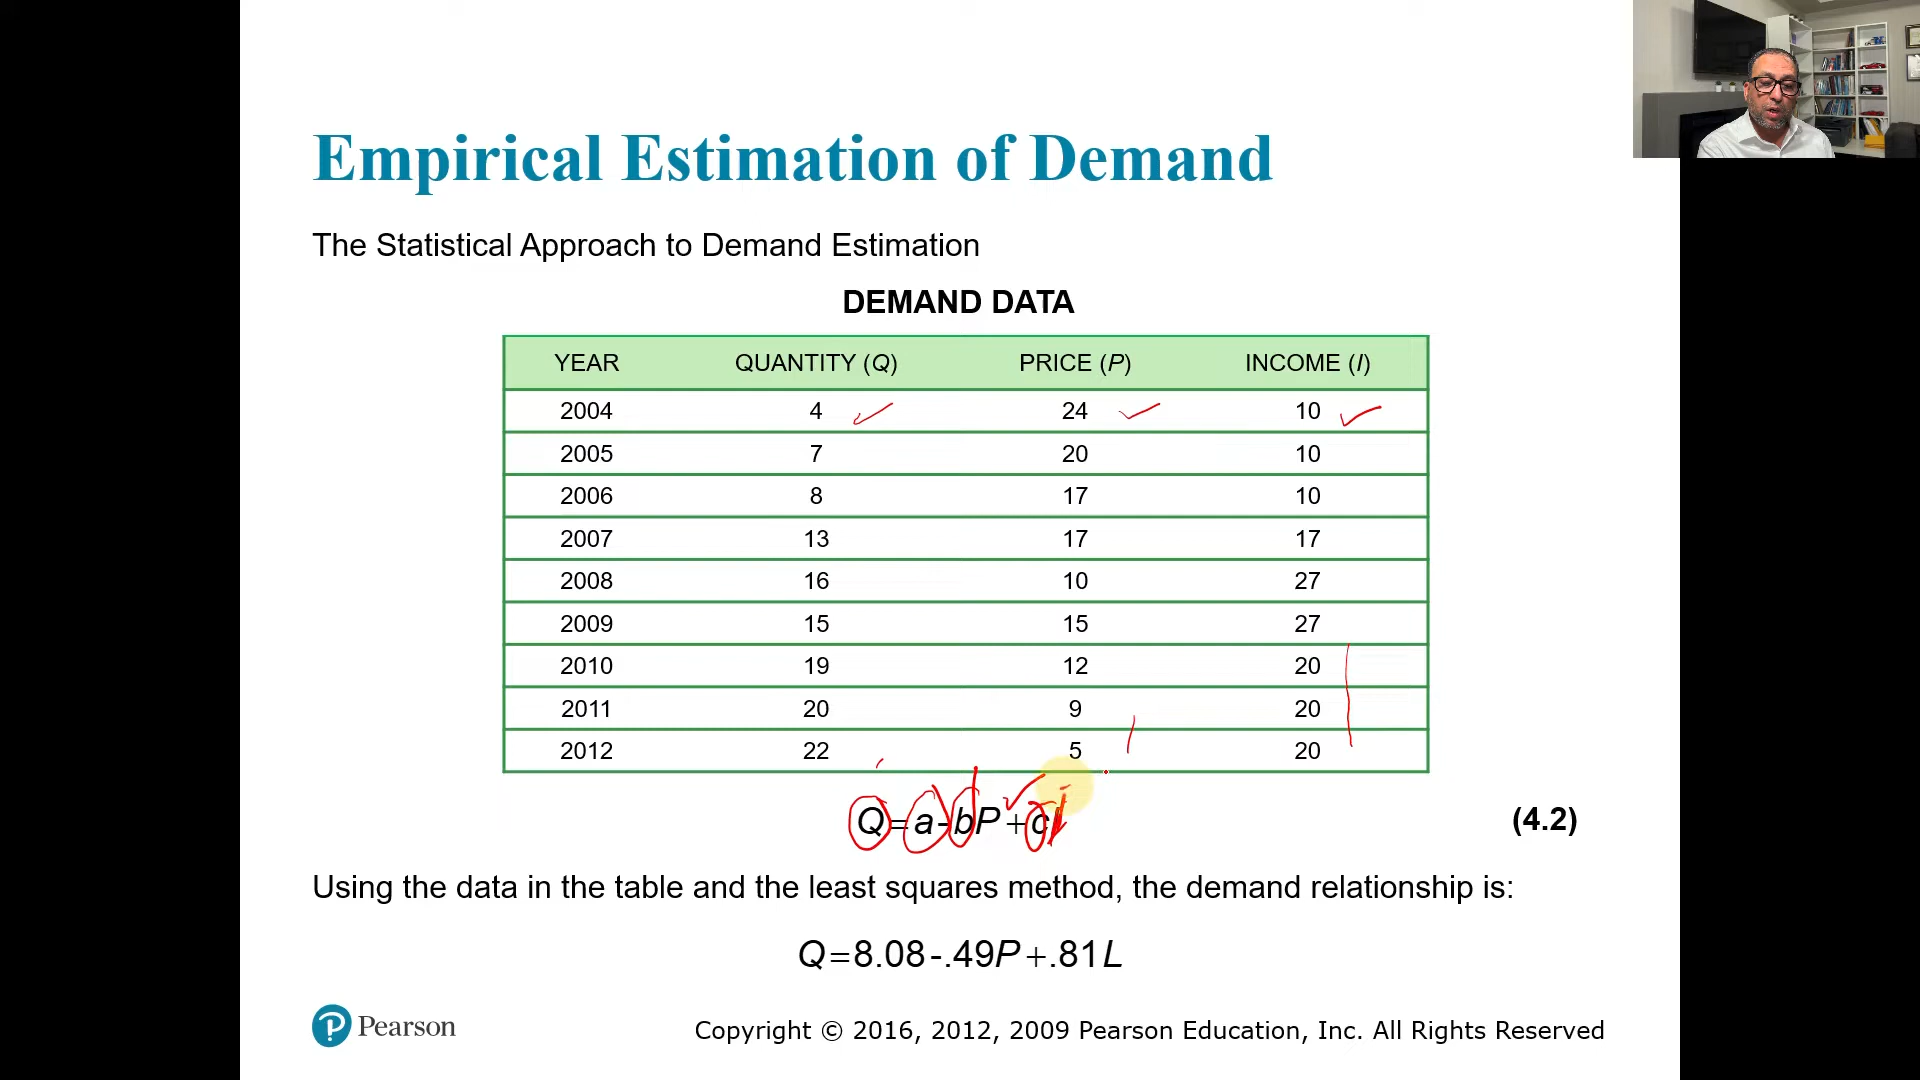 Empirical Estimation of Demand
The Statistical Approach to Demand Estimation
DEMAND DATA
YEAR QUANTITY (Q) PRICE (P) INCOME (I)
2004 4 24 10
2005 7 20 10
2006 8 17 10
2007 13 17 17
2008 16 10 27
2009 15 15 27
2010 19 12 20
2011 20 9 20
2012 22 5 20
Q=a-bP+cI (4.2)
Using the data in the table and the least squares method, the demand relationship is:
Q=8.08-.49P+.81L
Pearson
Copyright © 2016, 2012, 2009 Pearson Education, Inc. All Rights Reserved